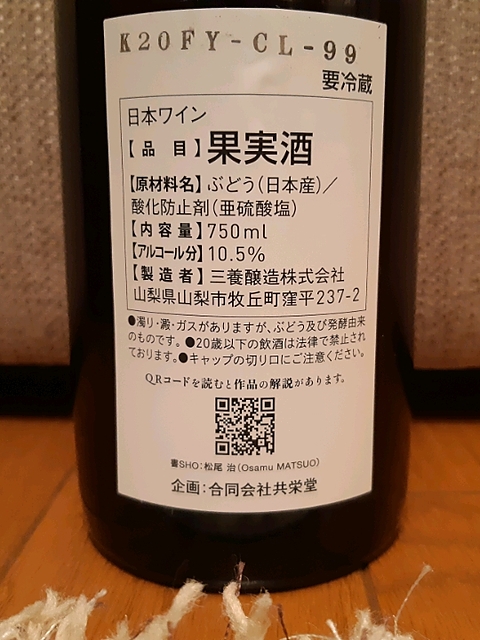 K20FY-CL-99
要冷蔵
日本ワイン
【品目】果実酒
【原材料名】ぶどう（日本産）／
酸化防止剤（亜硫酸塩）
【内容量】750ml
【アルコール分】10.5%
【製造者】三養醸造株式会社
山梨県山梨市牧丘町窪平237-2
●濁り・澱・ガスがありますが、ぶどう及び発酵由来
のものです。●20歳以下の飲酒は法律で禁止され
ております。●キャップの切り口にご注意ください。
QRコードを読むと作品の解説があります。
書SHO：松尾 治（Osamu MATSUO）
企画：合同会社共栄堂